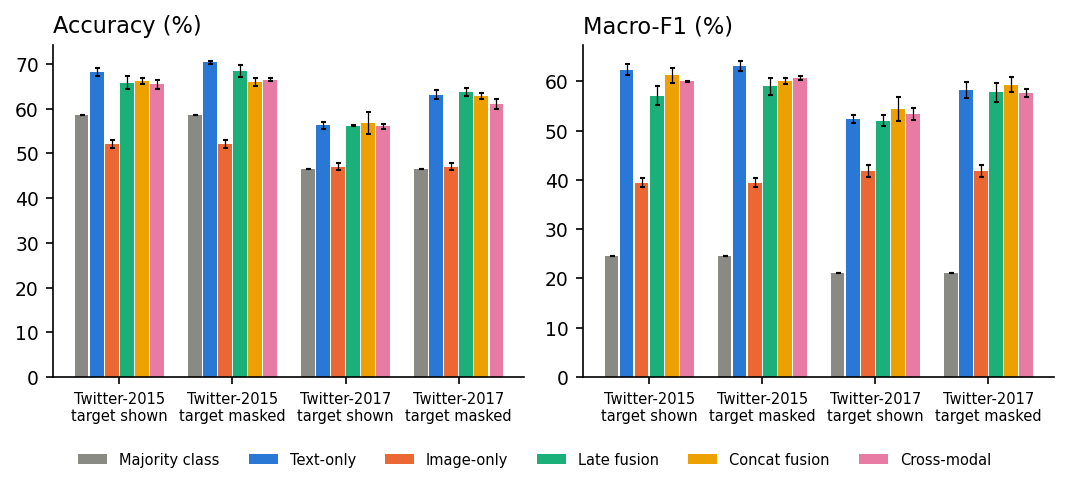 Accuracy (%)
70
60
50
40
30
20
10
0
Twitter-2015
target shown
Twitter-2015
target masked
Twitter-2017
target shown
Twitter-2017
target masked
Macro-F1 (%)
60
50
40
30
20
10
0
Twitter-2015
target shown
Twitter-2015
target masked
Twitter-2017
target shown
Twitter-2017
target masked
Majority class Text-only Image-only Late fusion Concat fusion Cross-modal